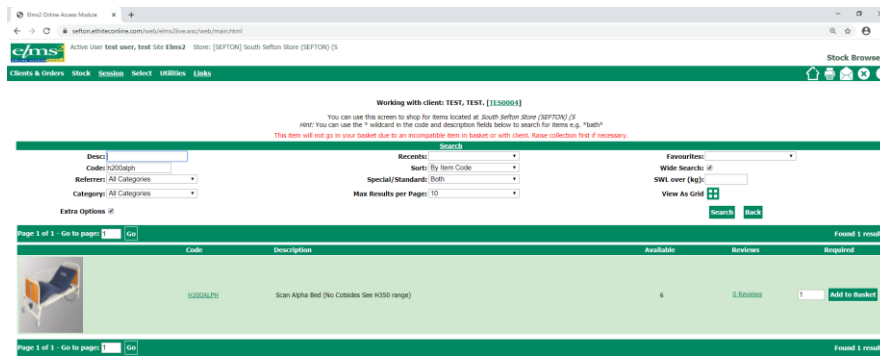 Elms2 Online Access Module
sefton.ethiteconline.com/web/elms2live.wsc/web/main.html
elms2
Active User test user, test Site Elms2 Store: [SEFTON] South Sefton Store (SEFTON) (S
Stock Browse
Clients & Orders Stock Session Select Utilities Links
Working with client: TEST, TEST. [TES0004]
You can use this screen to shop for items located at South Sefton Store (SEFTON) (S
Hint: You can use the * wildcard in the code and description fields below to search for items e.g. *bath*
This item will not go in your basket due to an incompatible item in basket or with client. Raise collection first if necessary.
Search
Desc: Recents: Favourites:
Code: h200alph Sort: By Item Code Wide Search:
Referrer: All Categories Special/Standard: Both SWL over (kg):
Category: All Categories Max Results per Page: 10 View As Grid
Extra Options Search Back
Page 1 of 1 - Go to page: 1 Go Found 1 resul
Code Description Available Reviews Required
H200ALPH Scan Alpha Bed (No Cotsides See H350 range) 6 0 Reviews 1 Add to Basket
Page 1 of 1 - Go to page: 1 Go Found 1 resul